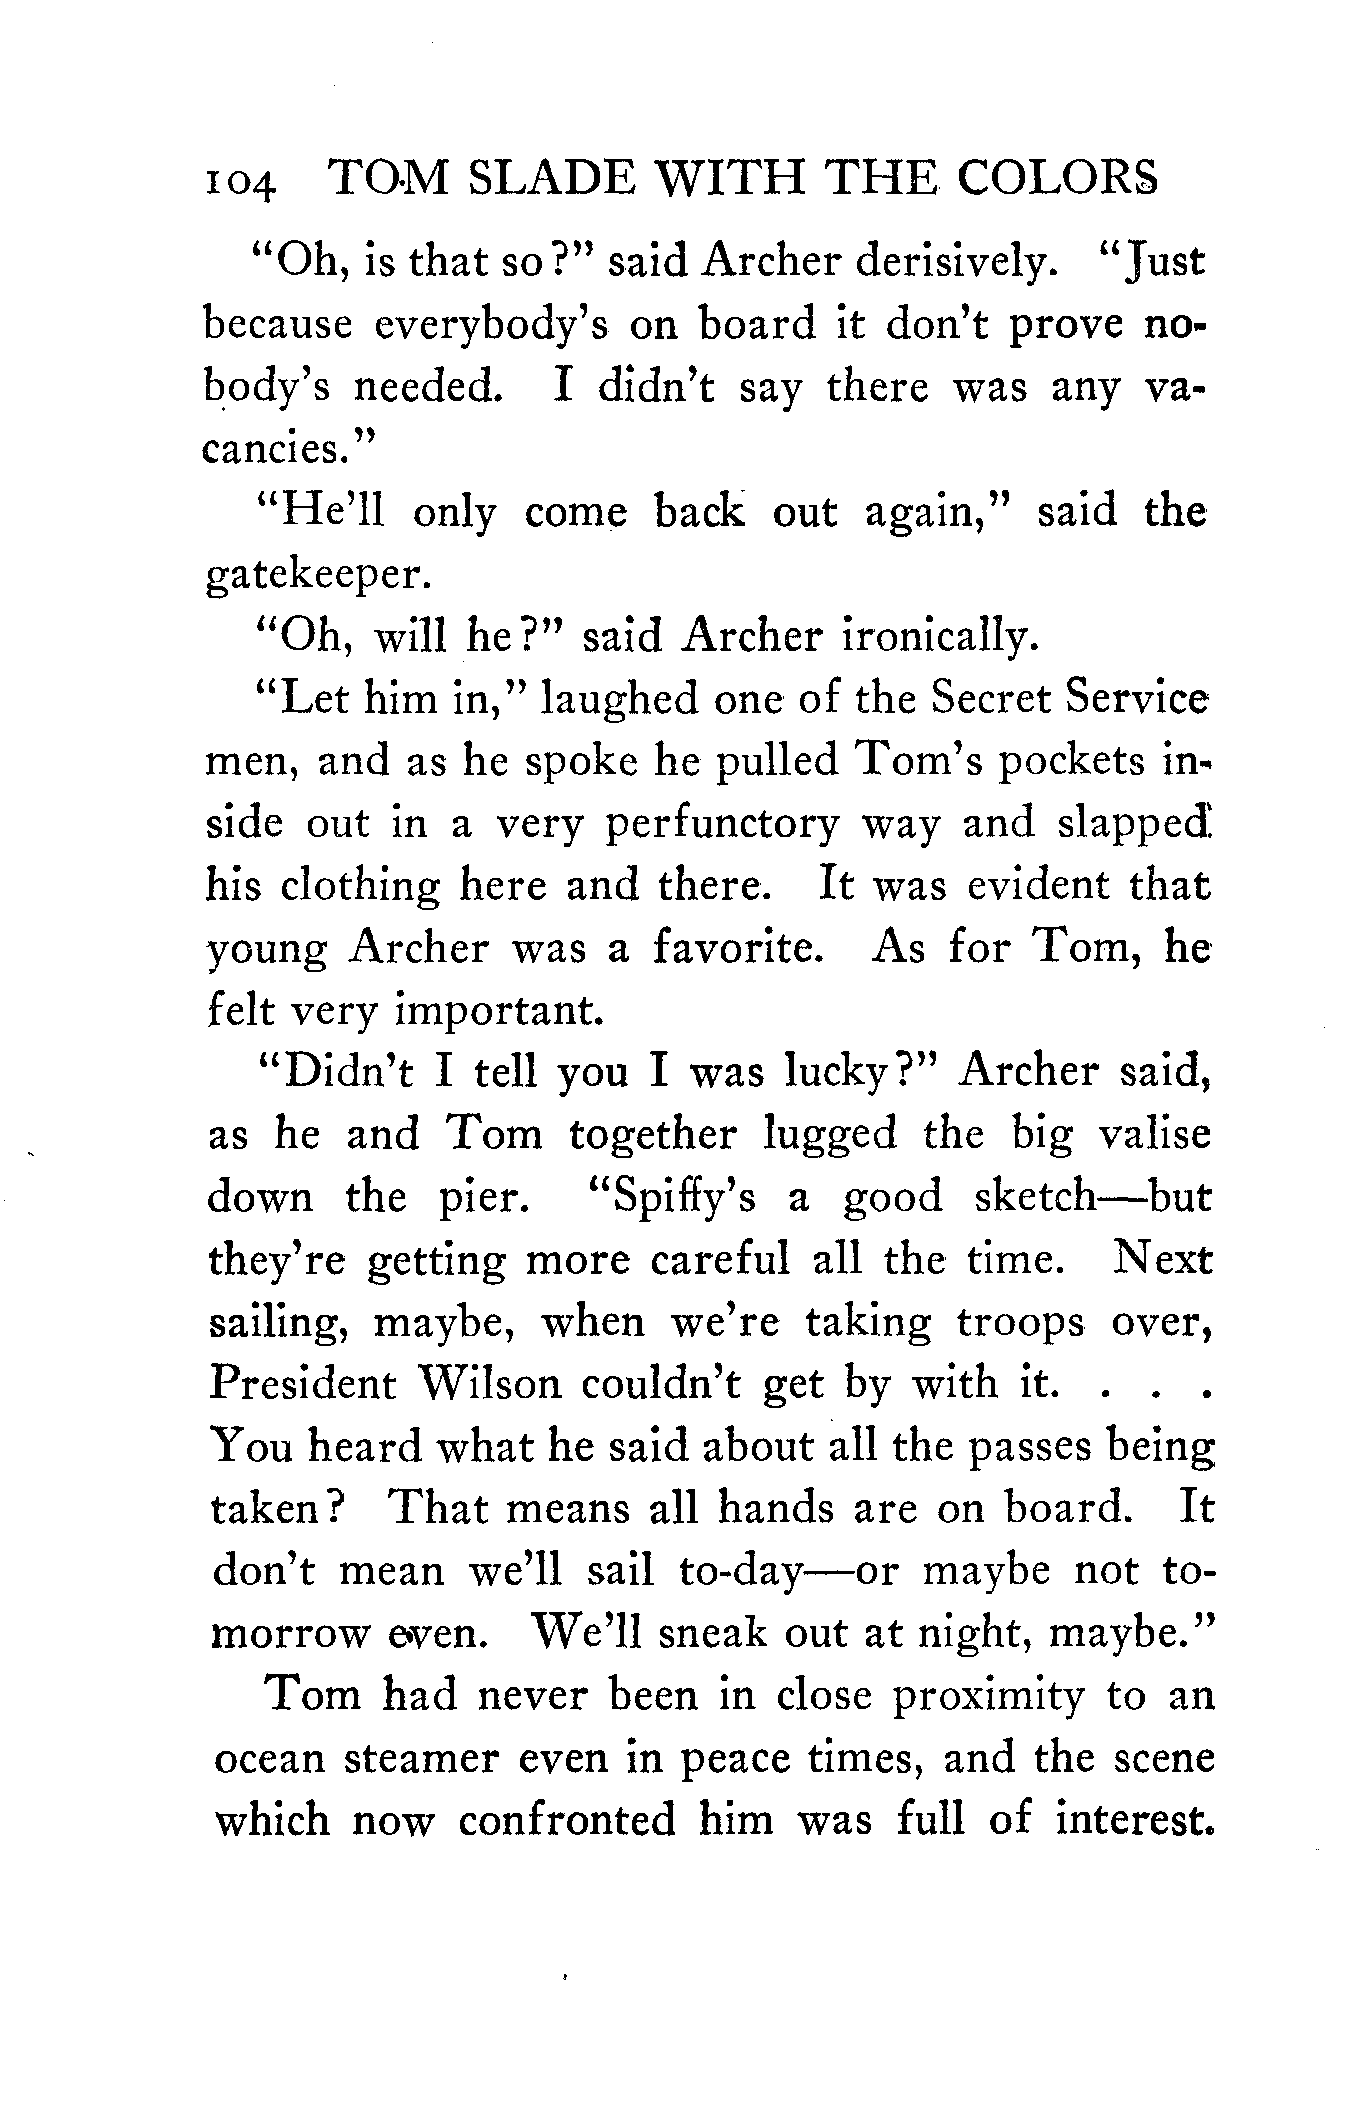 104 TOM SLADE WITH THE COLORS
"Oh, is that so?" said Archer derisively. "Just
because everybody's on board it don't prove no-
body's needed. I didn't say there was any va-
cancies."
"He'll only come back out again," said the
gatekeeper.
"Oh, will he?" said Archer ironically.
"Let him in," laughed one of the Secret Service
men, and as he spoke he pulled Tom's pockets in-
side out in a very perfunctory way and slapped
his clothing here and there. It was evident that
young Archer was a favorite. As for Tom, he
felt very important.
"Didn't I tell you I was lucky?" Archer said,
as he and Tom together lugged the big valise
down the pier. "Spiffy's a good sketch—but
they're getting more careful all the time. Next
sailing, maybe, when we're taking troops over,
President Wilson couldn't get by with it. . . .
You heard what he said about all the passes being
taken? That means all hands are on board. It
don't mean we'll sail to-day—or maybe not to-
morrow even. We'll sneak out at night, maybe."
Tom had never been in close proximity to an
ocean steamer even in peace times, and the scene
which now confronted him was full of interest.